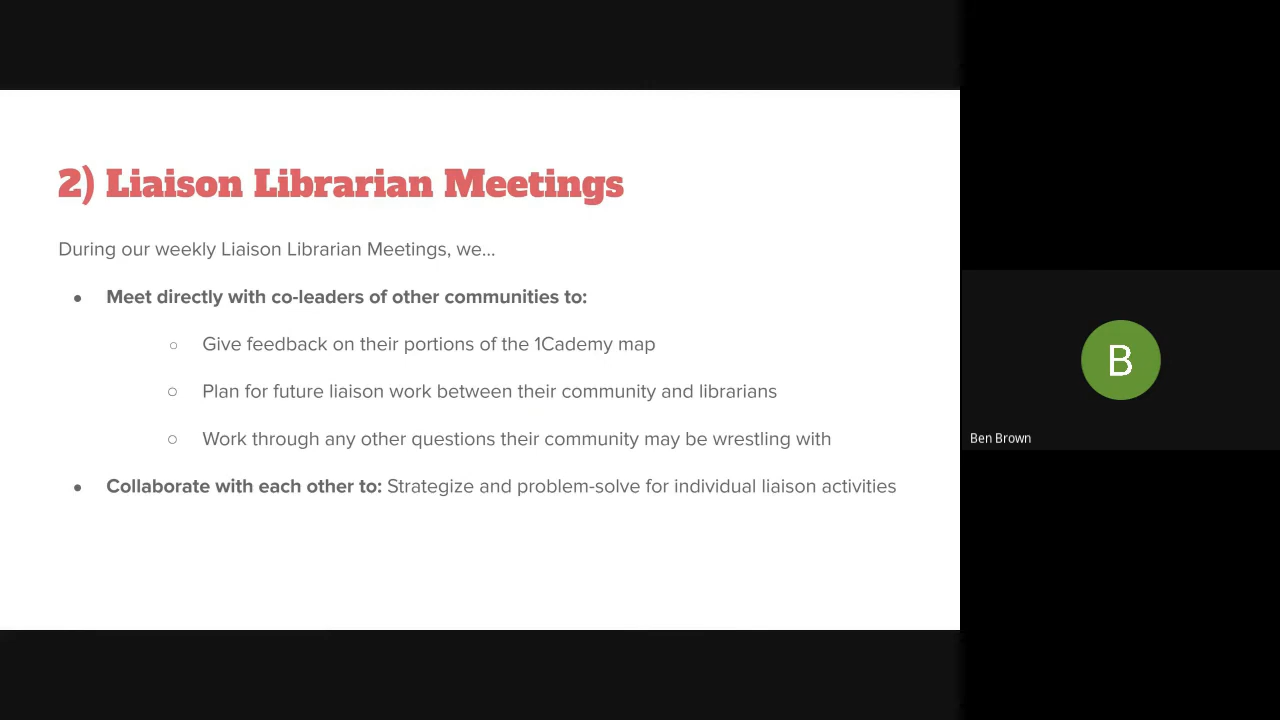 2) Liaison Librarian Meetings
During our weekly Liaison Librarian Meetings, we...
● Meet directly with co-leaders of other communities to:
○ Give feedback on their portions of the 1Cademy map
○ Plan for future liaison work between their community and librarians
○ Work through any other questions their community may be wrestling with
● Collaborate with each other to: Strategize and problem-solve for individual liaison activities
B
Ben Brown